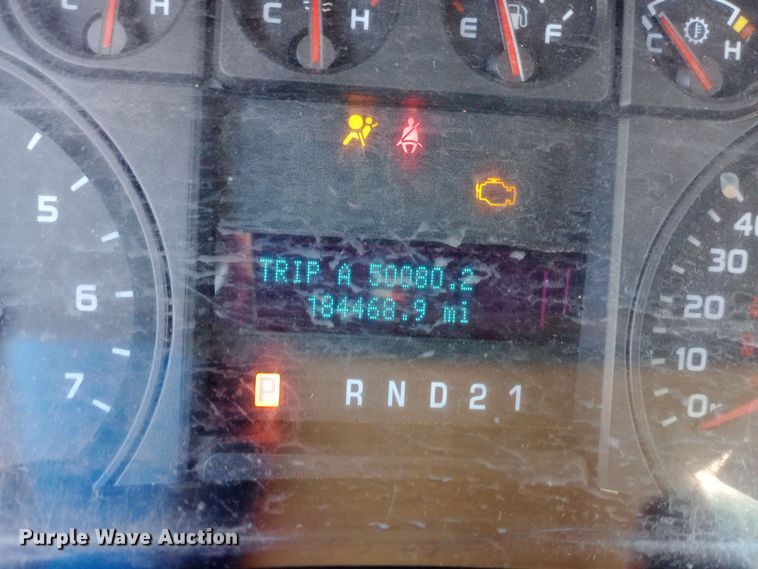 C H
C H
E F
C H
5
6
7
TRIP A 50080.2
184468.9 mi
P R N D 2 1
40
30
20
10
0
Purple Wave Auction